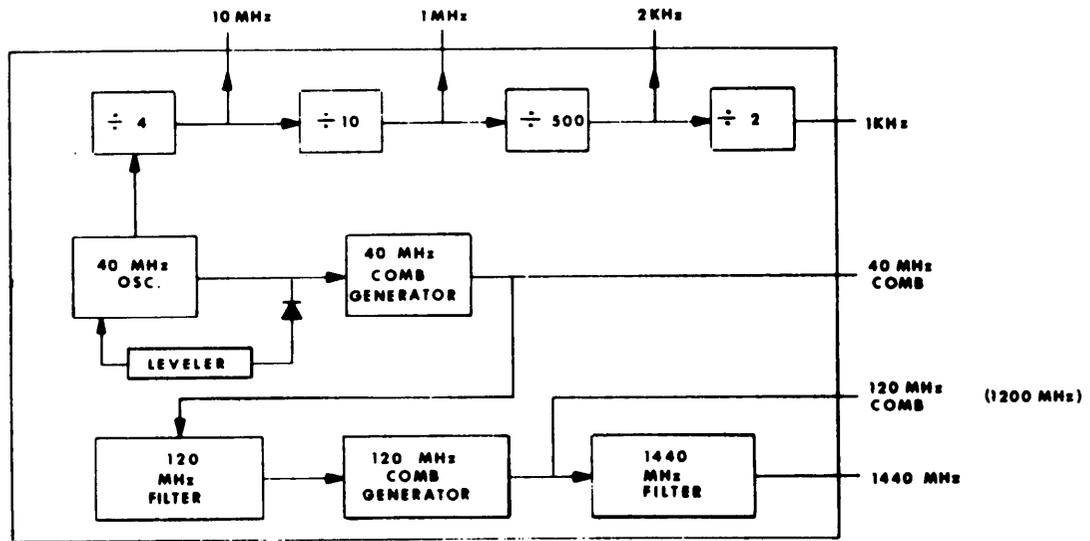 10 MHz
1 MHz
2 KHz
÷ 4
÷ 10
÷ 500
÷ 2
1KHz
40 MHz
OSC.
40 MHz
COMB
GENERATOR
40 MHz
COMB
LEVELER
120 MHz
COMB
(1200 MHz)
120
MHz
FILTER
120 MHz
COMB
GENERATOR
1440
MHz
FILTER
1440 MHz